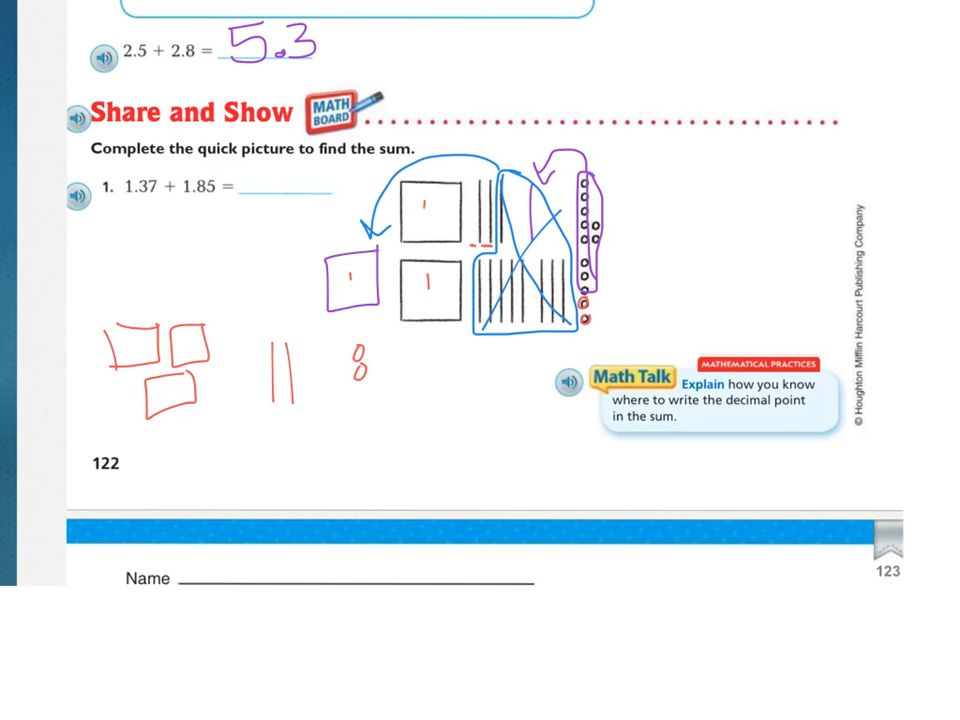 2.5 + 2.8 = 5.3
Share and Show MATH BOARD
Complete the quick picture to find the sum.
1. 1.37 + 1.85 =
1
1 1
MATHEMATICAL PRACTICES
Math Talk Explain how you know
where to write the decimal point
in the sum.
© Houghton Mifflin Harcourt Publishing Company
122
123
Name